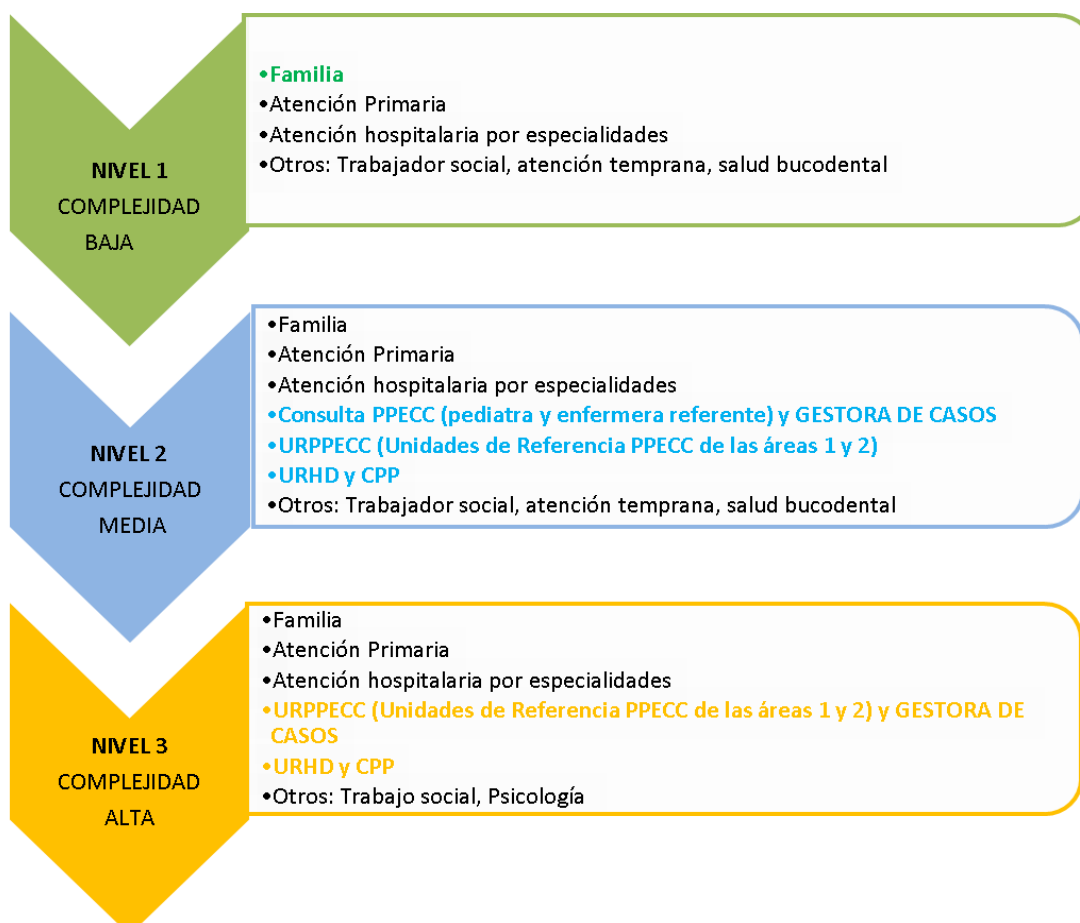 NIVEL 1
COMPLEJIDAD
BAJA
•Familia
•Atención Primaria
•Atención hospitalaria por especialidades
•Otros: Trabajador social, atención temprana, salud bucodental
NIVEL 2
COMPLEJIDAD
MEDIA
•Familia
•Atención Primaria
•Atención hospitalaria por especialidades
•Consulta PPECC (pediatra y enfermera referente) y GESTORA DE CASOS
•URPPECC (Unidades de Referencia PPECC de las áreas 1 y 2)
•URHD y CPP
•Otros: Trabajador social, atención temprana, salud bucodental
NIVEL 3
COMPLEJIDAD
ALTA
•Familia
•Atención Primaria
•Atención hospitalaria por especialidades
•URPPECC (Unidades de Referencia PPECC de las áreas 1 y 2) y GESTORA DE
CASOS
•URHD y CPP
•Otros: Trabajo social, Psicología